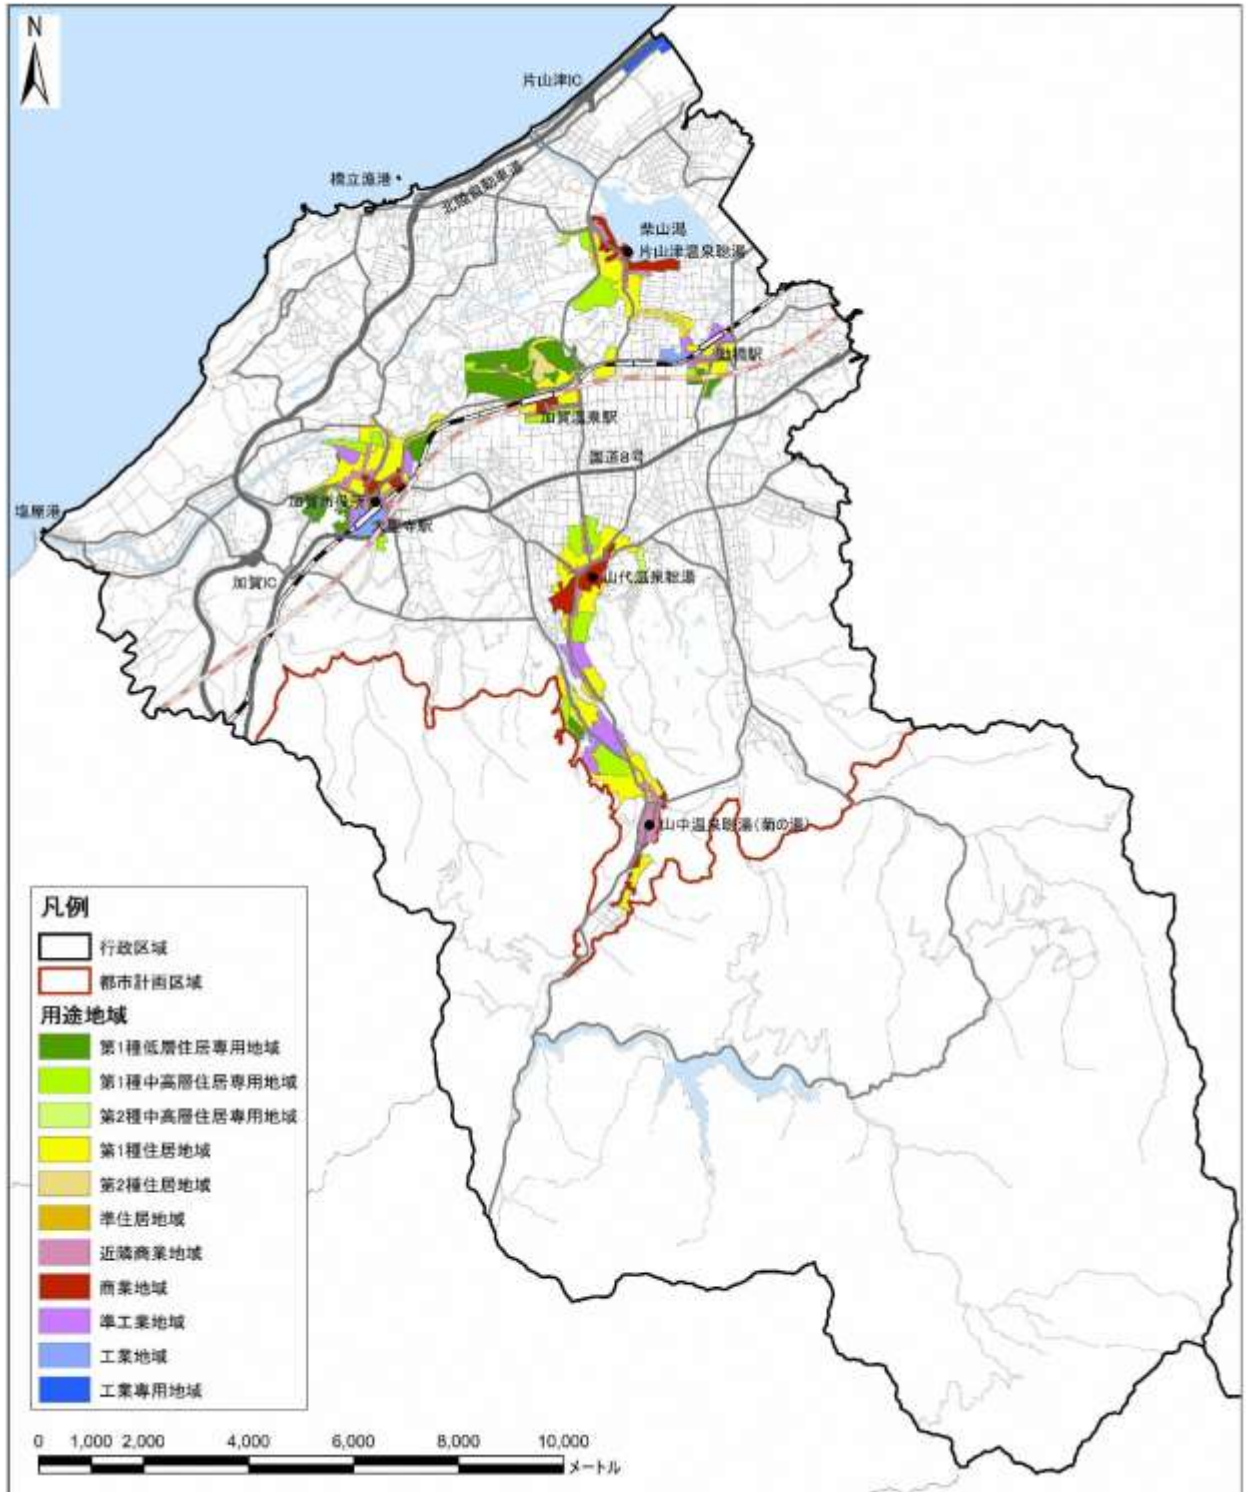 N
片山津IC
橋立漁港
北陸自動車道
柴山潟
片山津温泉総湯
動橋駅
加賀温泉駅
国道8号
加賀市役所
大聖寺駅
塩屋港
加賀IC
山代温泉総湯
山中温泉総湯(菊の湯)
凡例
行政区域
都市計画区域
用途地域
第1種低層住居専用地域
第1種中高層住居専用地域
第2種中高層住居専用地域
第1種住居地域
第2種住居地域
準住居地域
近隣商業地域
商業地域
準工業地域
工業地域
工業専用地域
0 1,000 2,000 4,000 6,000 8,000 10,000
メートル